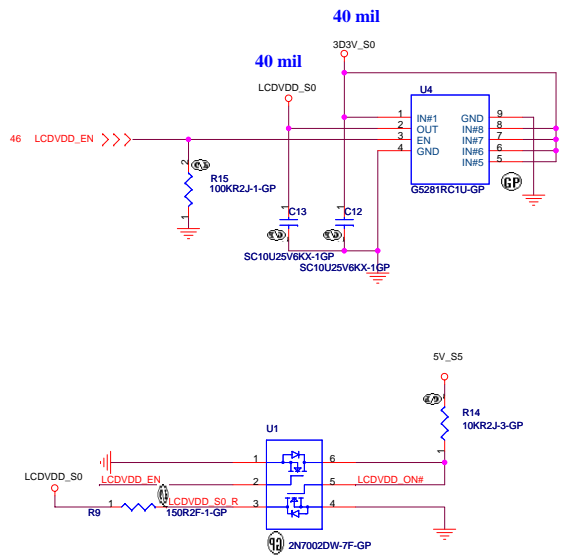 40 mil
3D3V_S0
40 mil
LCDVDD_S0
U4
1 IN#1 GND 9
2 OUT IN#8 8
3 EN IN#7 7
4 GND IN#6 6
IN#5 5
46 LCDVDD_EN
GP
G5281RC1U-GP
2
R15
100KR2J-1-GP
1
1 C13
1 C12
SC10U25V6KX-1GP
SC10U25V6KX-1GP
5V_S5
R14
10KR2J-3-GP
1
U1
1 6
LCDVDD_EN 2 5 LCDVDD_ON#
LCDVDD_S0
1 LCDVDD_S0_R 3 4
R9 150R2F-1-GP
GP
2N7002DW-7F-GP